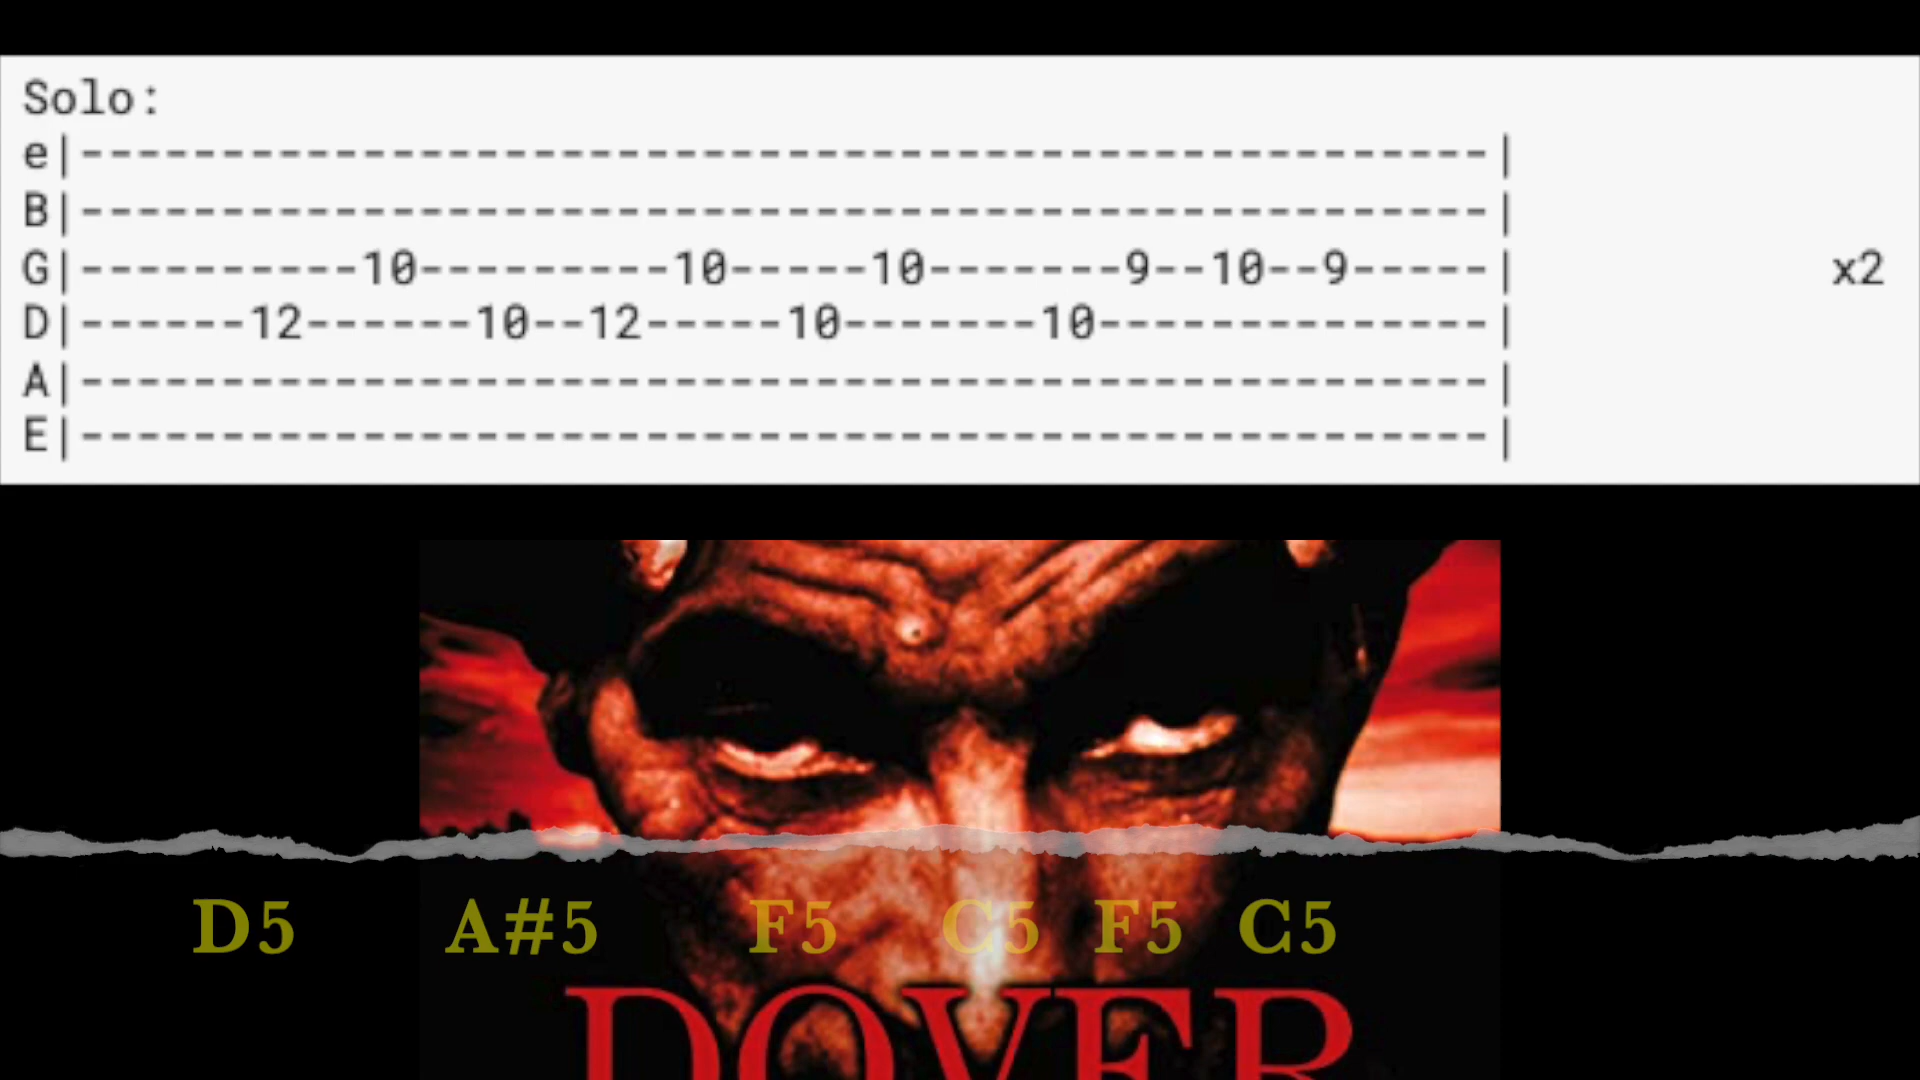 Solo:
e|--------------------------------------------------|
B|--------------------------------------------------|
G|----------10---------10-----10-------9--10--9-----| x2
D|------12------10--12-----10-------10--------------|
A|--------------------------------------------------|
E|--------------------------------------------------|
D5 A#5 F5 C5 F5 C5
DOVER